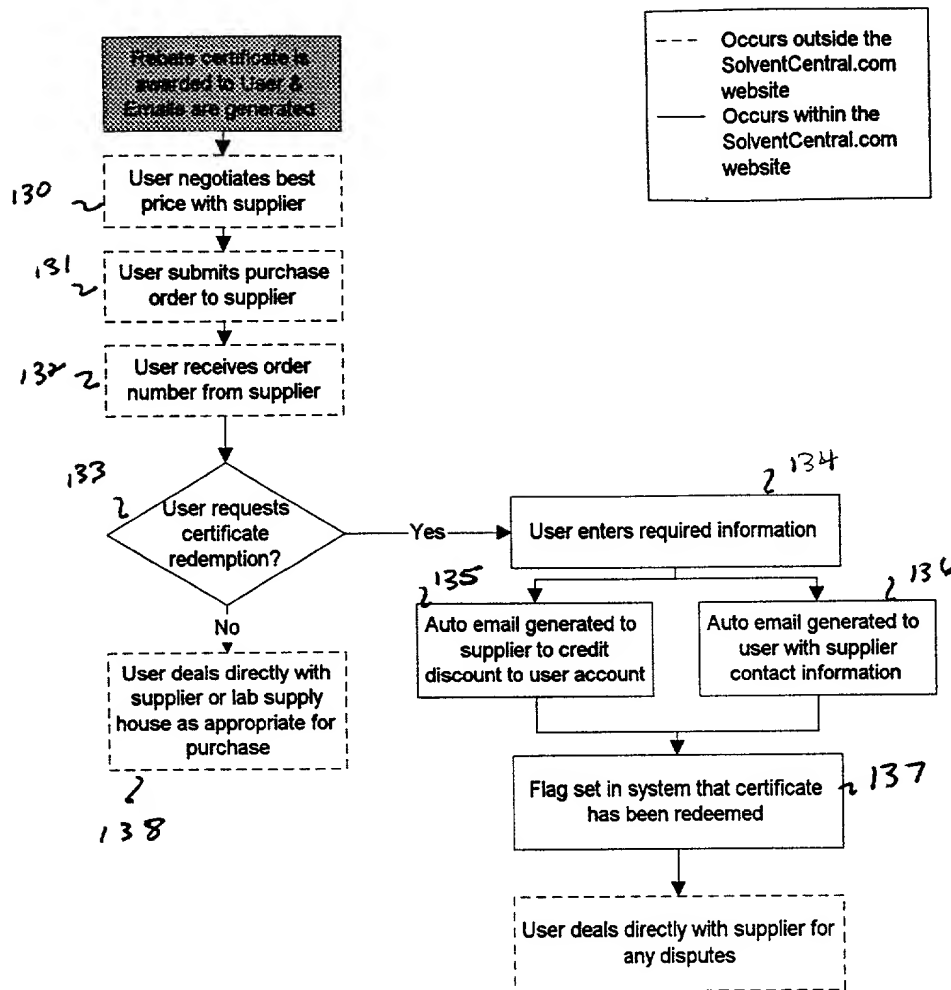 Rebate certificate is
awarded to User &
Emails are generated
Occurs outside the
SolventCentral.com
website
Occurs within the
SolventCentral.com
website
130
User negotiates best
price with supplier
131
User submits purchase
order to supplier
132
User receives order
number from supplier
133
User requests
certificate
redemption?
Yes
134
User enters required information
135
Auto email generated to
supplier to credit
discount to user account
136
Auto email generated to
user with supplier
contact information
No
User deals directly with
supplier or lab supply
house as appropriate for
purchase
138
Flag set in system that certificate
has been redeemed
137
User deals directly with supplier for
any disputes